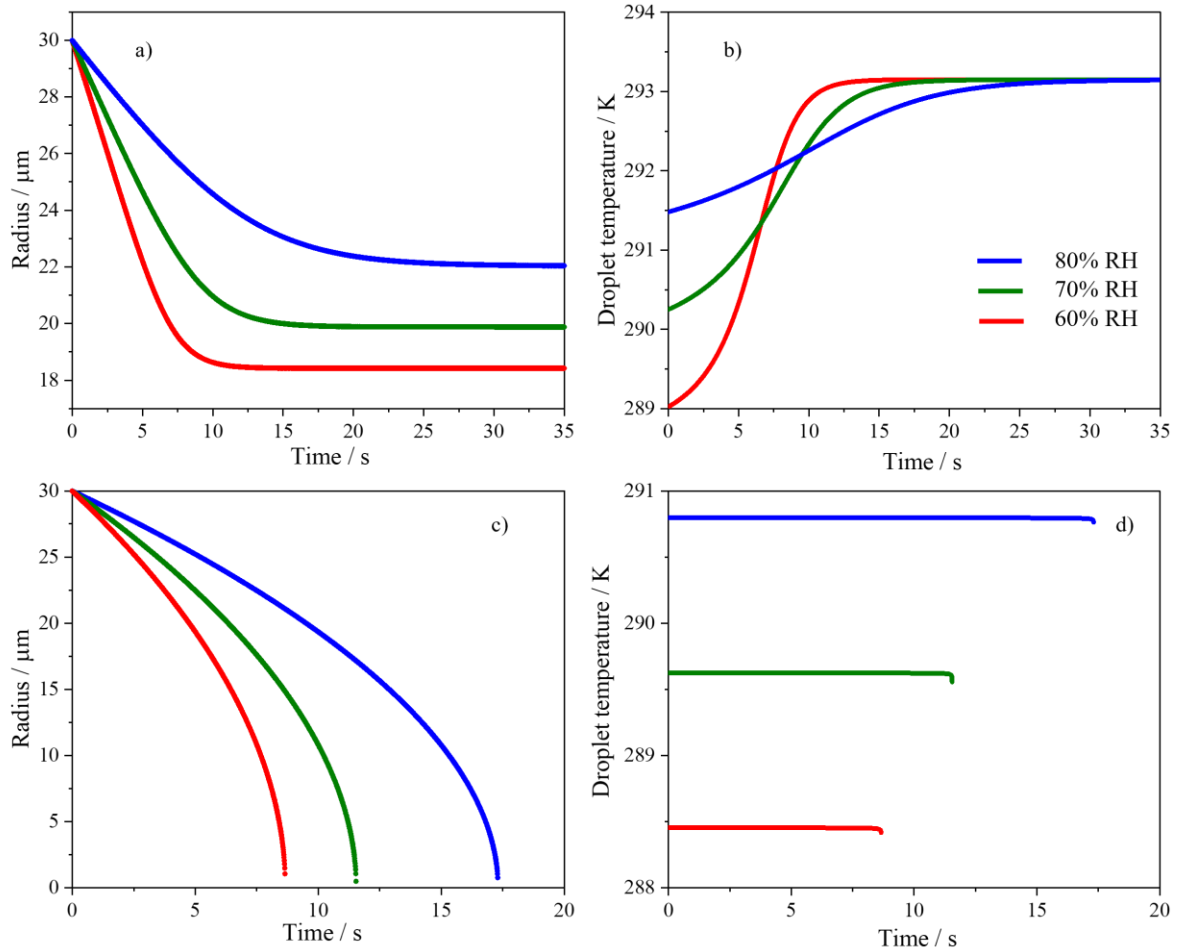 a)
Radius / μm
30
28
26
24
22
20
18
0 5 10 15 20 25 30 35
Time / s
b)
Droplet temperature / K
294
293
292
291
290
289
80% RH
70% RH
60% RH
0 5 10 15 20 25 30 35
Time / s
c)
Radius / μm
30
25
20
15
10
5
0
0 5 10 15 20
Time / s
d)
Droplet temperature / K
291
290
289
288
0 5 10 15 20
Time / s